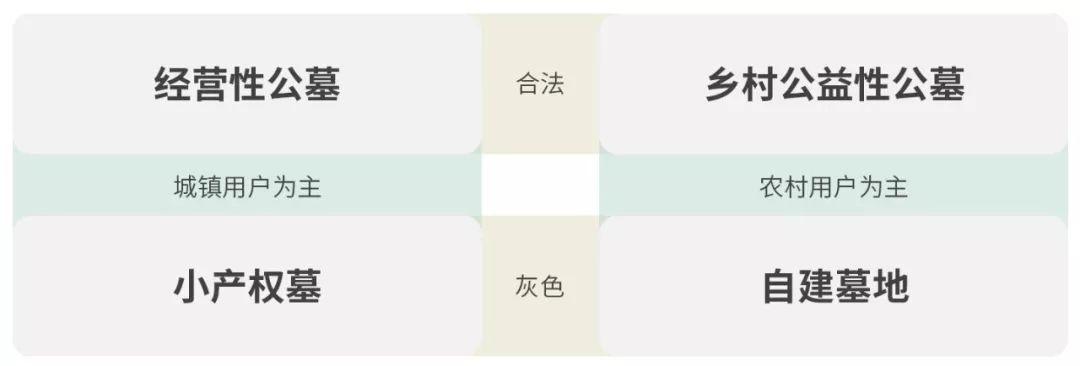 经营性公墓
合法
乡村公益性公墓
城镇用户为主
农村用户为主
小产权墓
灰色
自建墓地